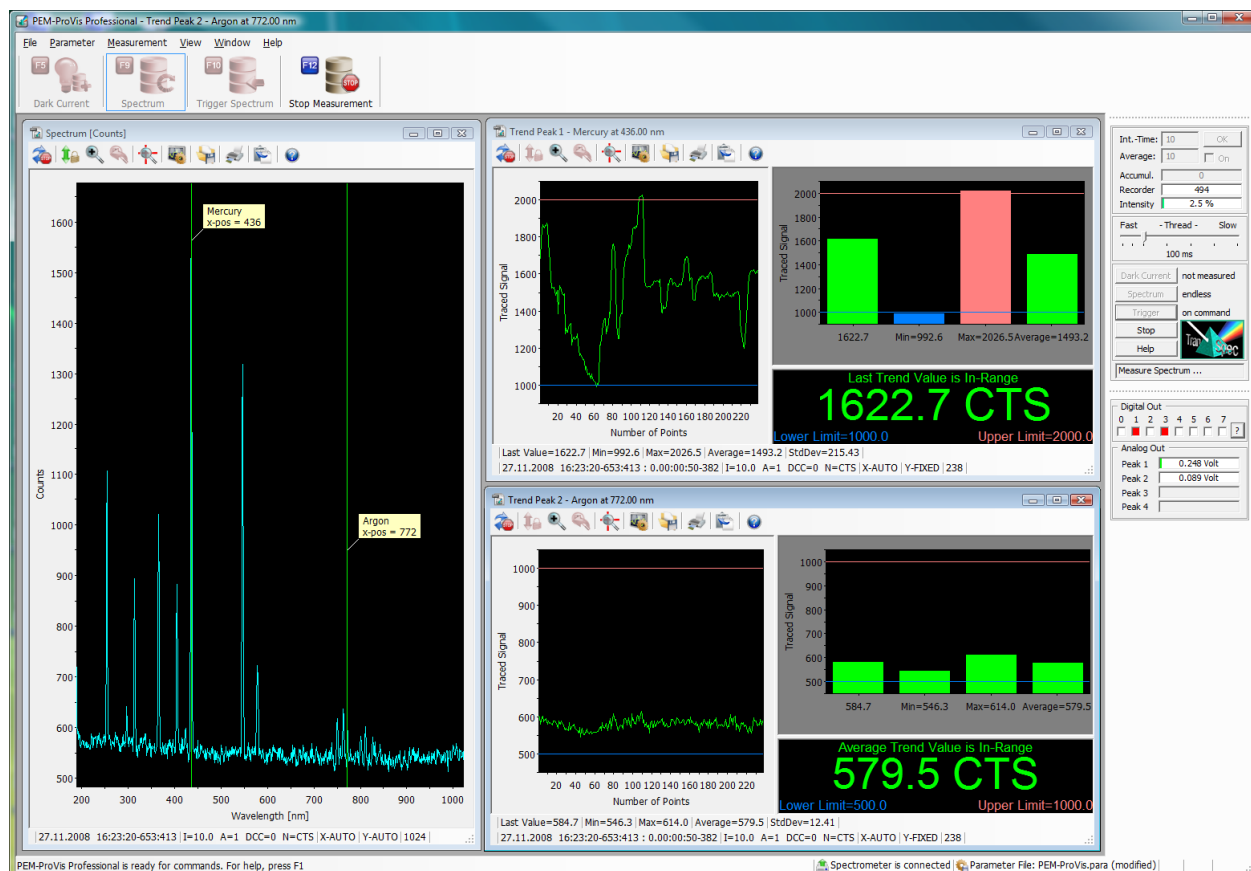 PEM-ProVis Professional - Trend Peak 2 - Argon at 772.00 nm
File Parameter Measurement View Window Help
F5 F9 F10 F12 STOP
Dark Current Spectrum Trigger Spectrum Stop Measurement
Spectrum [Counts]
Mercury
x-pos = 436
Argon
x-pos = 772
Counts
1600
1500
1400
1300
1200
1100
1000
900
800
700
600
500
200 300 400 500 600 700 800 900 1000
Wavelength [nm]
27.11.2008 16:23:20-653:413 I=10.0 A=1 DCC=0 N=CTS X-AUTO Y-AUTO 1024
Trend Peak 1 - Mercury at 436.00 nm
Traced Signal
2000
1800
1600
1400
1200
1000
20 40 60 80 100 120 140 160 180 200 220
Number of Points
Traced Signal
2000
1800
1600
1400
1200
1000
1622.7 Min=992.6 Max=2026.5 Average=1493.2
Last Trend Value is In-Range
1622.7 CTS
Lower Limit=1000.0 Upper Limit=2000.0
Last Value=1622.7 Min=992.6 Max=2026.5 Average=1493.2 StdDev=215.43
27.11.2008 16:23:20-653:413 : 0.00:00:50-382 I=10.0 A=1 DCC=0 N=CTS X-AUTO Y-FIXED 238
Trend Peak 2 - Argon at 772.00 nm
Traced Signal
1000
900
800
700
600
500
20 40 60 80 100 120 140 160 180 200 220
Number of Points
Traced Signal
1000
900
800
700
600
500
584.7 Min=546.3 Max=614.0 Average=579.5
Average Trend Value is In-Range
579.5 CTS
Lower Limit=500.0 Upper Limit=1000.0
Last Value=584.7 Min=546.3 Max=614.0 Average=579.5 StdDev=12.41
27.11.2008 16:23:20-653:413 : 0.00:00:50-382 I=10.0 A=1 DCC=0 N=CTS X-AUTO Y-FIXED 238
Int.-Time: 10 OK
Average: 10 On
Accumul. 0
Recorder 494
Intensity 2.5 %
Fast - Thread - Slow
100 ms
Dark Current not measured
Spectrum endless
Trigger on command
Stop
Help
Tran Spec
Measure Spectrum ...
Digital Out
0 1 2 3 4 5 6 7
?
Analog Out
Peak 1 0.248 Volt
Peak 2 0.089 Volt
Peak 3
Peak 4
PEM-ProVis Professional is ready for commands. For help, press F1
Spectrometer is connected Parameter File: PEM-ProVis.para (modified)